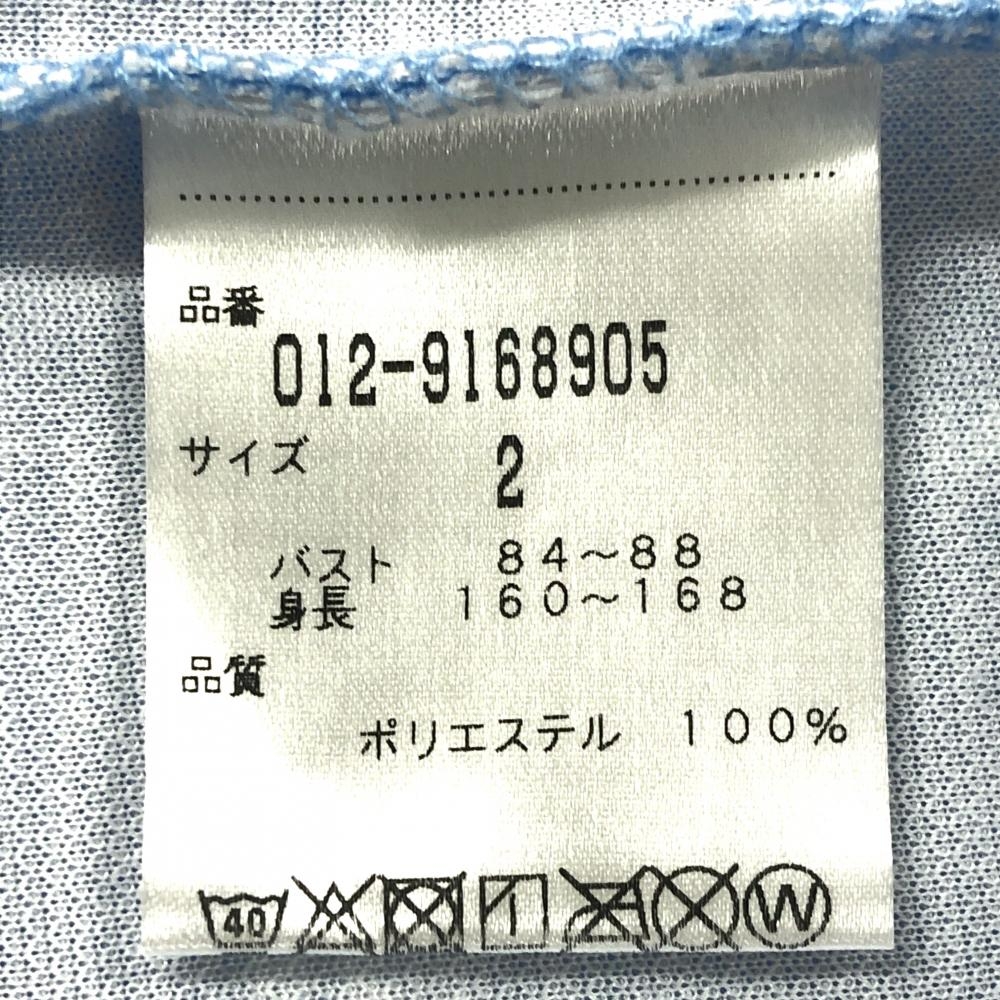 品番
012-9168905
サイズ 2
バスト 84～88
身長 160～168
品質
ポリエステル 100%
40 W